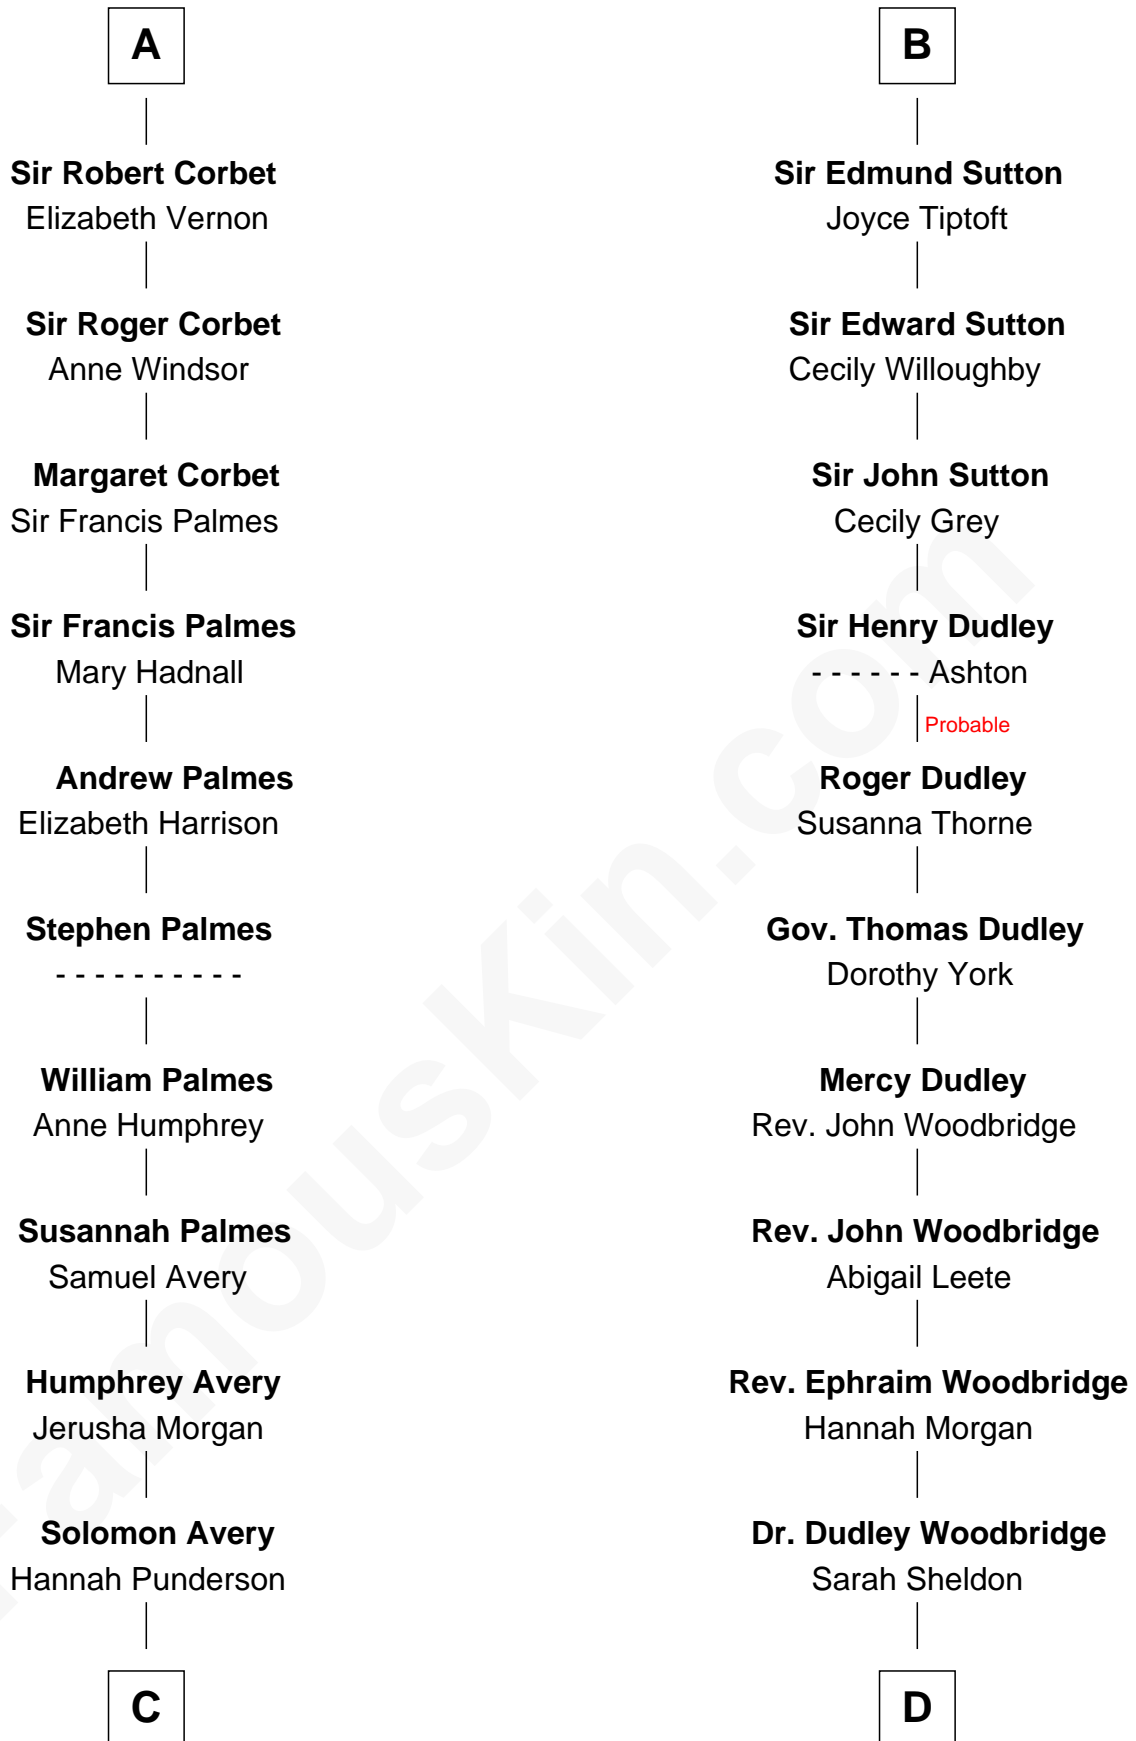 A
Sir Robert Corbet
Elizabeth Vernon
Sir Roger Corbet
Anne Windsor
Margaret Corbet
Sir Francis Palmes
Sir Francis Palmes
Mary Hadnall
Andrew Palmes
Elizabeth Harrison
Stephen Palmes
- - - - - - - - - -
William Palmes
Anne Humphrey
Susannah Palmes
Samuel Avery
Humphrey Avery
Jerusha Morgan
Solomon Avery
Hannah Punderson
C
B
Sir Edmund Sutton
Joyce Tiptoft
Sir Edward Sutton
Cecily Willoughby
Sir John Sutton
Cecily Grey
Sir Henry Dudley
- - - - - - Ashton
Probable
Roger Dudley
Susanna Thorne
Gov. Thomas Dudley
Dorothy York
Mercy Dudley
Rev. John Woodbridge
Rev. John Woodbridge
Abigail Leete
Rev. Ephraim Woodbridge
Hannah Morgan
Dr. Dudley Woodbridge
Sarah Sheldon
D
FamousKin.com